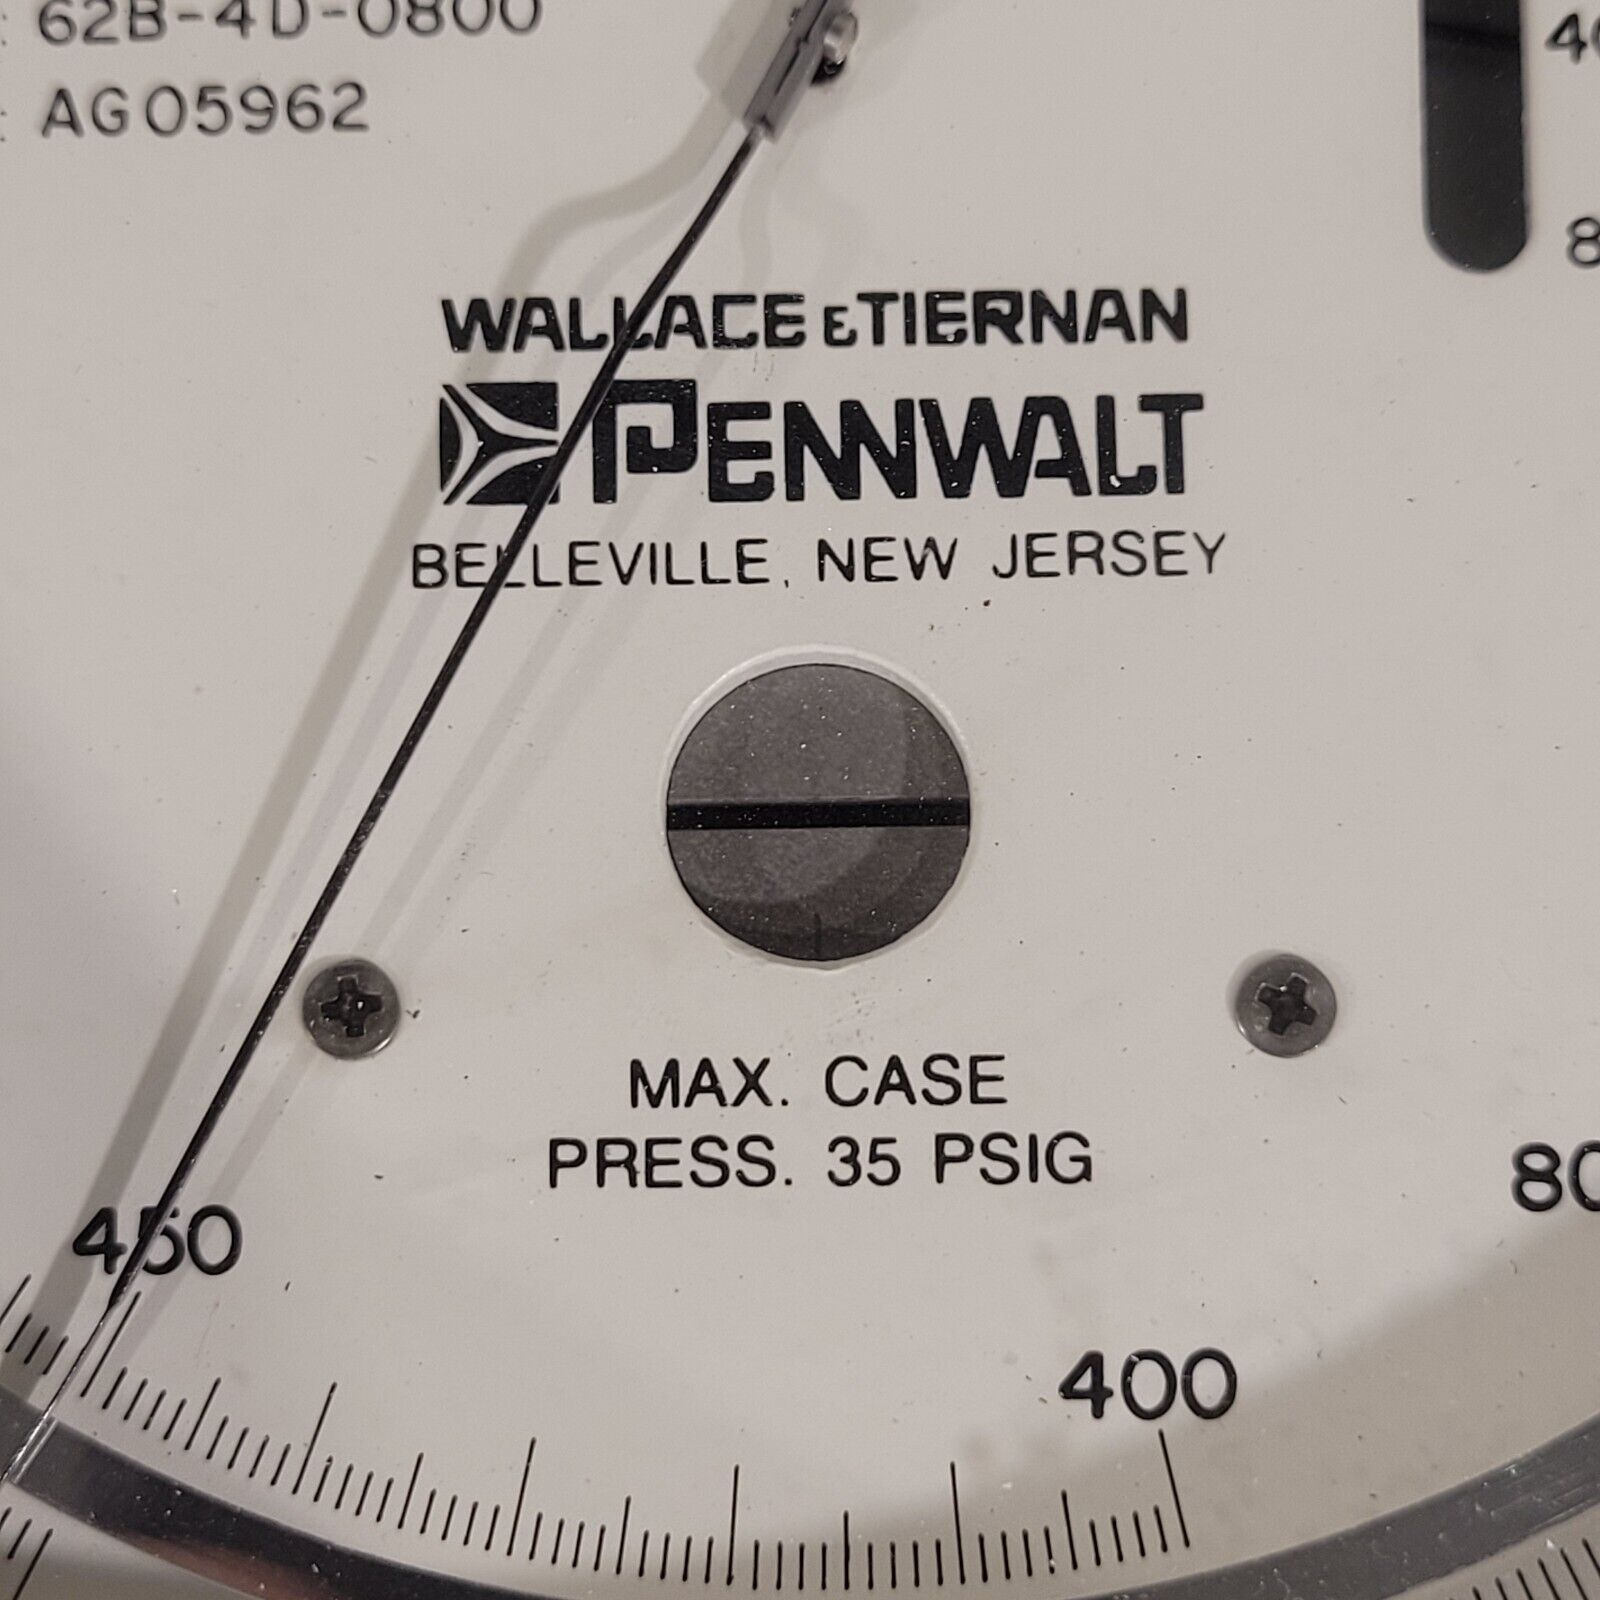 62B-4D-0800
AG05962
WALLACE & TIERNAN
PENNWALT
BELLEVILLE, NEW JERSEY
MAX. CASE
PRESS. 35 PSIG
450
400